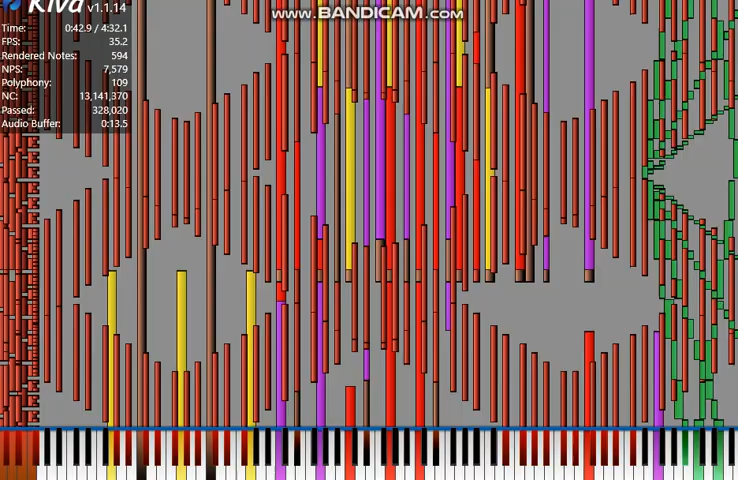 Kiva v1.1.14
www.BANDICAM.com
Time: 0:42.9 / 4:32.1
FPS: 35.2
Rendered Notes: 594
NPS: 7,579
Polyphony: 109
NC: 13,141,370
Passed: 328,020
Audio Buffer: 0:13.5